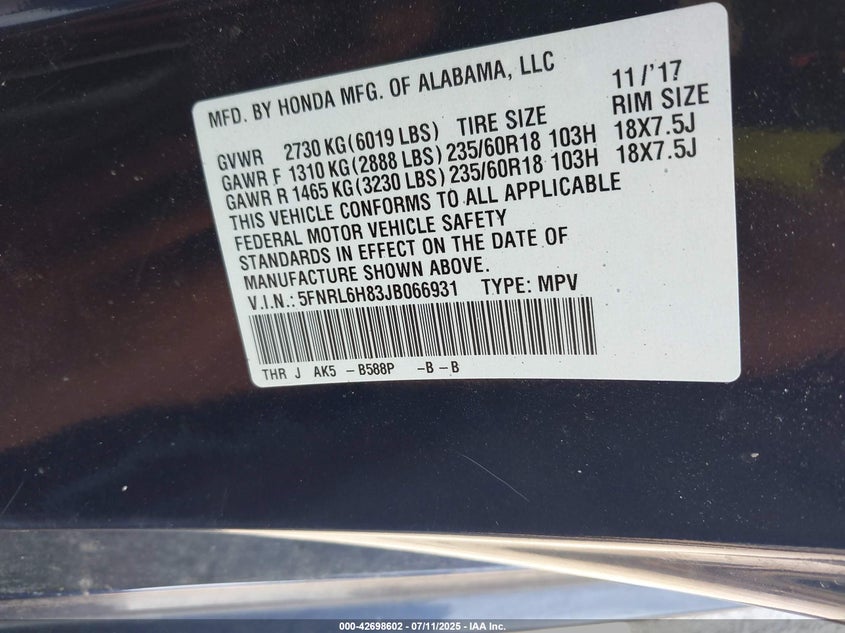 MFD. BY HONDA MFG. OF ALABAMA, LLC 11/'17
GVWR 2730 KG(6019 LBS) TIRE SIZE RIM SIZE
GAWR F 1310 KG(2888 LBS) 235/60R18 103H 18X7.5J
GAWR R 1465 KG(3230 LBS) 235/60R18 103H 18X7.5J
THIS VEHICLE CONFORMS TO ALL APPLICABLE
FEDERAL MOTOR VEHICLE SAFETY
STANDARDS IN EFFECT ON THE DATE OF
MANUFACTURE SHOWN ABOVE.
V.I.N.: 5FNRL6H83JB066931 TYPE: MPV
THR J AK5 -B588P -B-B
000-42698602 - 07/11/2025 - IAA Inc.